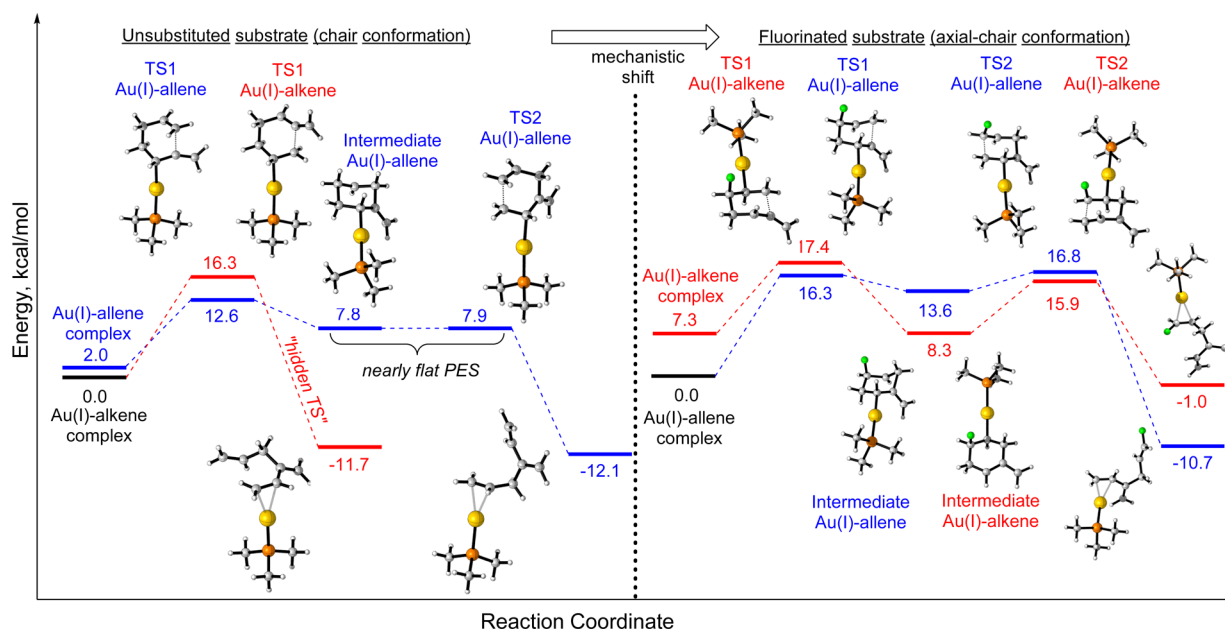 Energy, kcal/mol
Unsubstituted substrate (chair conformation)
TS1
Au(I)-allene
TS1
Au(I)-alkene
Intermediate
Au(I)-allene
TS2
Au(I)-allene
Au(I)-allene
complex
2.0
0.0
Au(I)-alkene
complex
16.3
12.6
7.8
7.9
"hidden TS"
nearly flat PES
-11.7
-12.1
mechanistic
shift
Fluorinated substrate (axial-chair conformation)
TS1
Au(I)-alkene
TS1
Au(I)-allene
TS2
Au(I)-allene
TS2
Au(I)-alkene
Au(I)-alkene
complex
7.3
0.0
Au(I)-allene
complex
17.4
16.3
13.6
8.3
16.8
15.9
-1.0
-10.7
Intermediate
Au(I)-allene
Intermediate
Au(I)-alkene
Reaction Coordinate